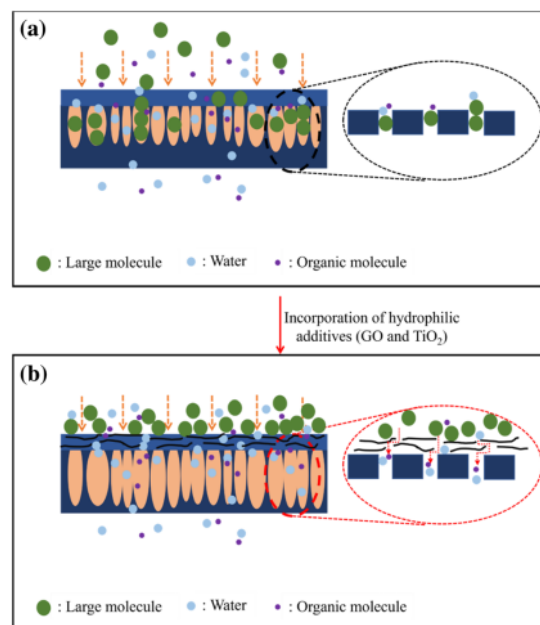 (a)
: Large molecule : Water : Organic molecule
Incorporation of hydrophilic
additives (GO and TiO₂)
(b)
: Large molecule : Water : Organic molecule